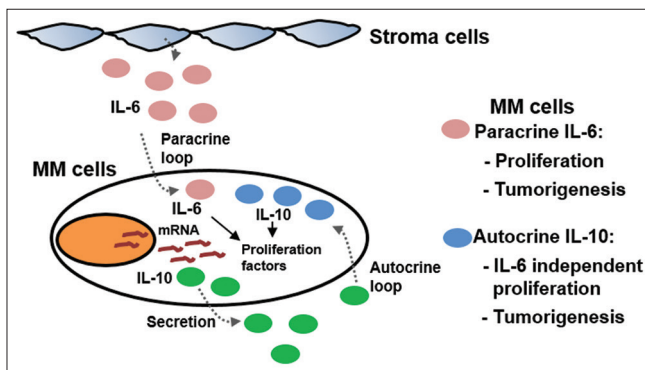 Stroma cells
IL-6
Paracrine
loop
MM cells
IL-6
IL-10
mRNA
Proliferation
factors
IL-10
Autocrine
loop
Secretion
MM cells
Paracrine IL-6:
- Proliferation
- Tumorigenesis
Autocrine IL-10:
- IL-6 independent
proliferation
- Tumorigenesis